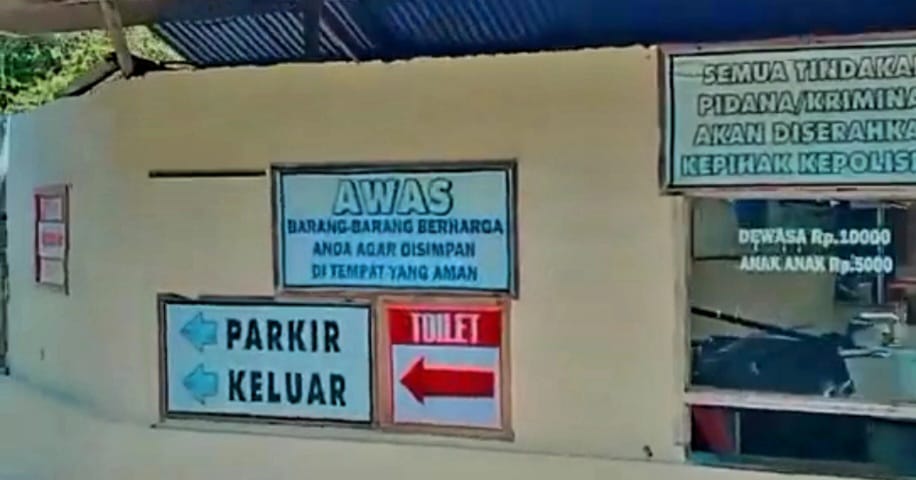 AWAS
BARANG-BARANG BERHARGA
ANDA AGAR DISIMPAN
DI TEMPAT YANG AMAN
PARKIR
KELUAR
TOILET
SEMUA TINDAKA
PIDANA/KRIMINA
AKAN DISERAHKA
KEPIHAK KEPOLIS
DEWASA Rp.10000
ANAK ANAK Rp.5000